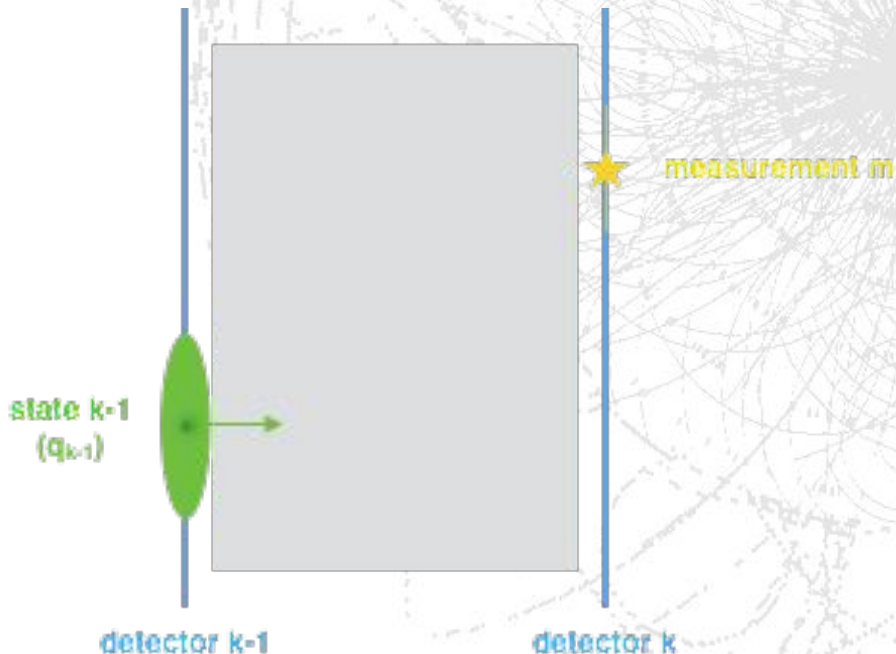 measurement m
state k-1
(qk-1)
detector k-1
detector k